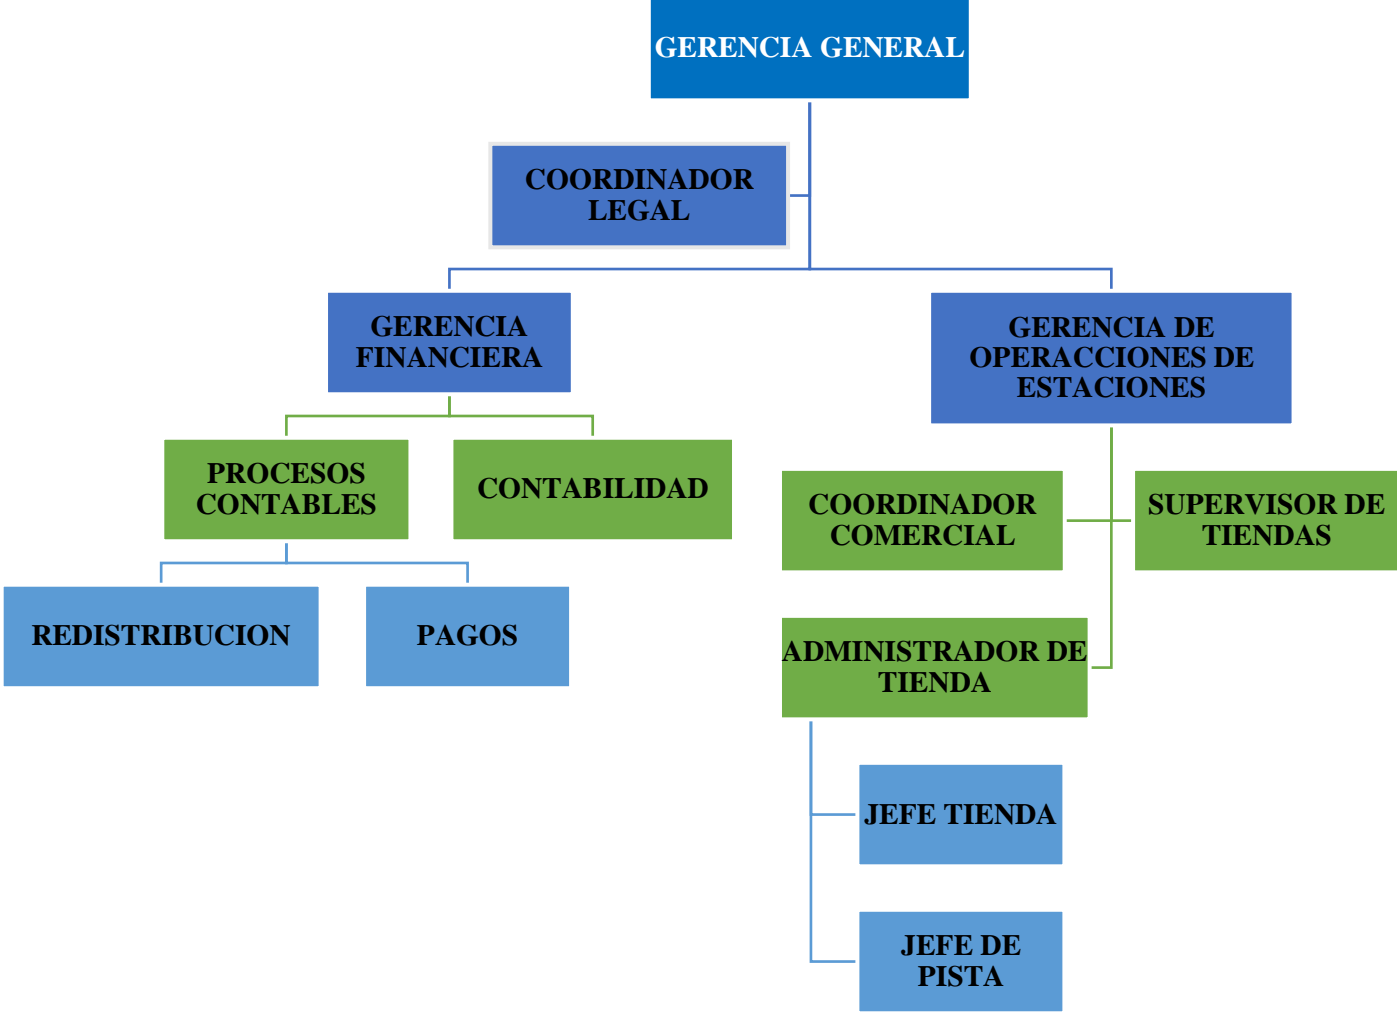 GERENCIA GENERAL
COORDINADOR
LEGAL
GERENCIA
FINANCIERA
GERENCIA DE
OPERACCIONES DE
ESTACIONES
PROCESOS
CONTABLES
CONTABILIDAD
COORDINADOR
COMERCIAL
SUPERVISOR DE
TIENDAS
REDISTRIBUCION
PAGOS
ADMINISTRADOR DE
TIENDA
JEFE TIENDA
JEFE DE
PISTA